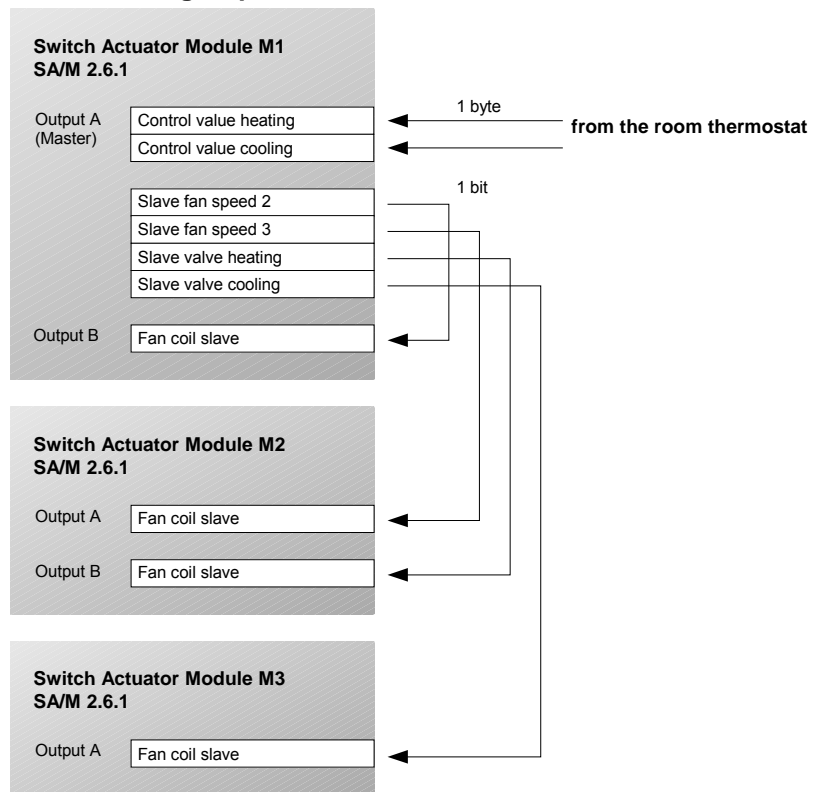 Switch Actuator Module M1
SA/M 2.6.1
Output A
(Master)
Control value heating
Control value cooling
1 byte
from the room thermostat
1 bit
Slave fan speed 2
Slave fan speed 3
Slave valve heating
Slave valve cooling
Output B
Fan coil slave
Switch Actuator Module M2
SA/M 2.6.1
Output A
Fan coil slave
Output B
Fan coil slave
Switch Actuator Module M3
SA/M 2.6.1
Output A
Fan coil slave